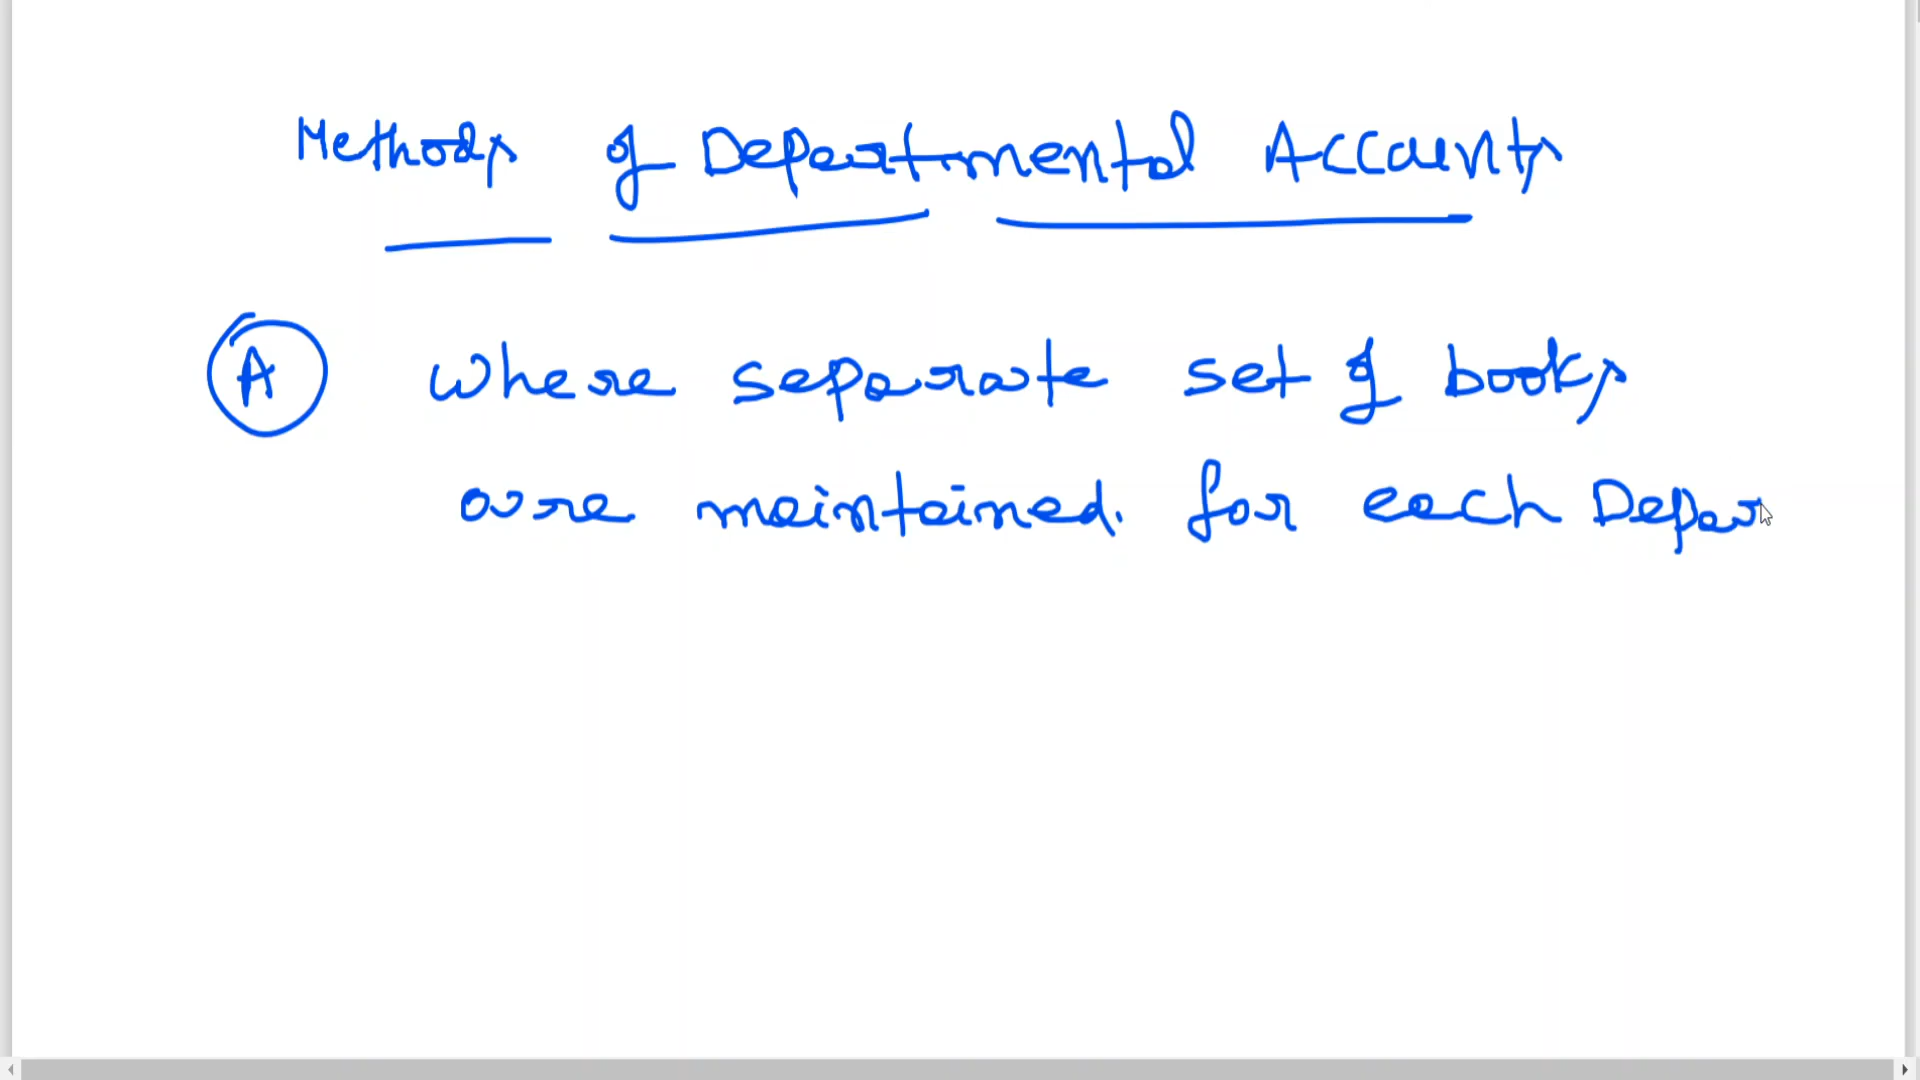 Methods of Departmental Accounts
A where separate set of books
are maintained. for each Depar